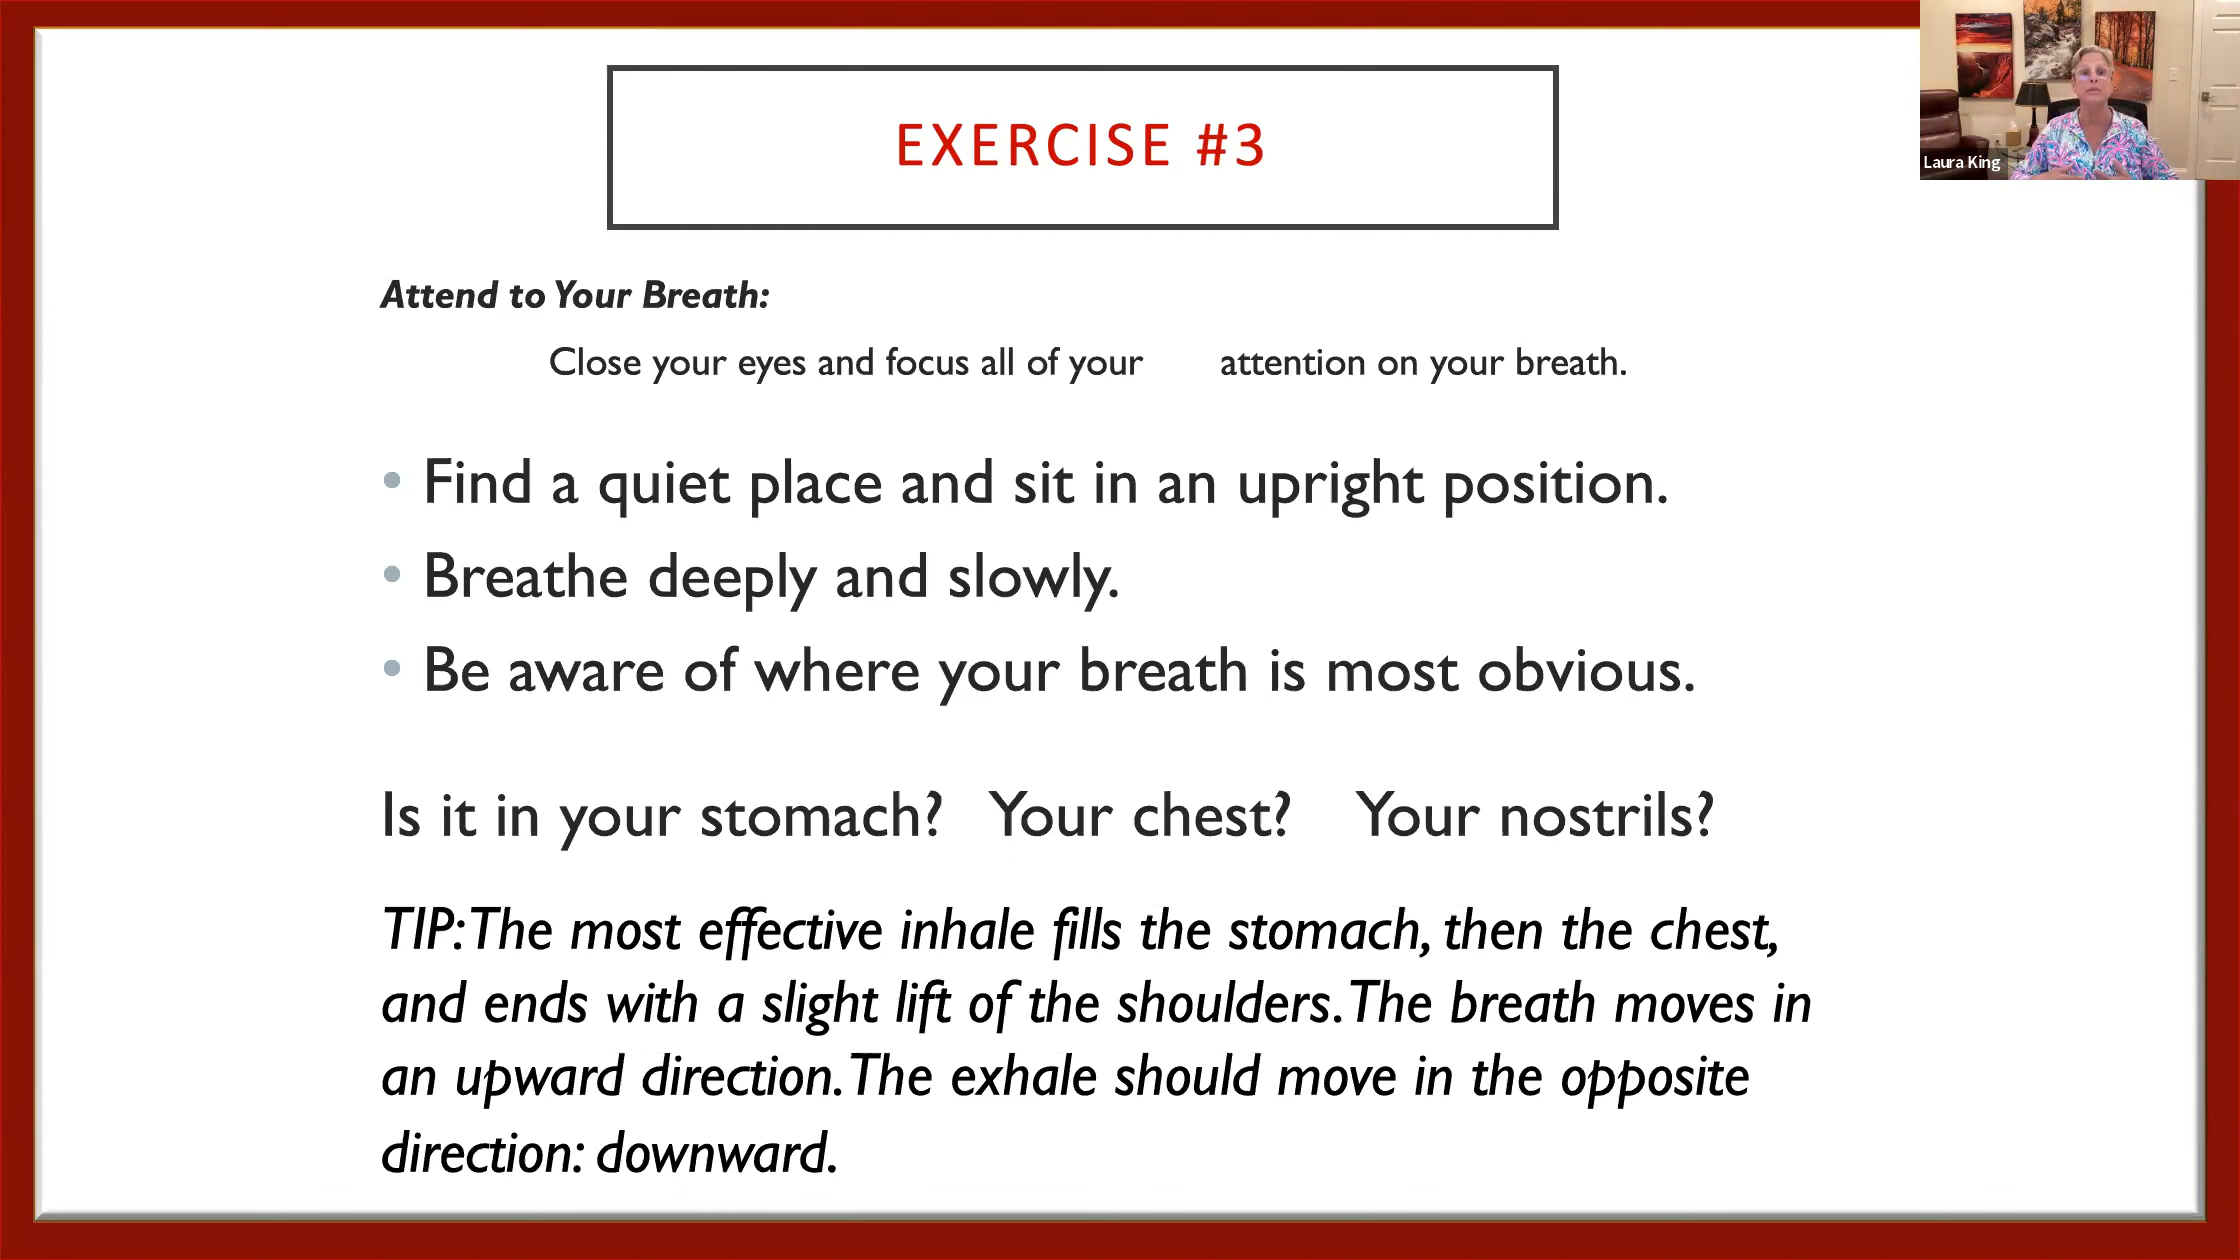 EXERCISE #3
Laura King
Attend to Your Breath:
Close your eyes and focus all of your attention on your breath.
• Find a quiet place and sit in an upright position.
• Breathe deeply and slowly.
• Be aware of where your breath is most obvious.
Is it in your stomach? Your chest? Your nostrils?
TIP: The most effective inhale fills the stomach, then the chest,
and ends with a slight lift of the shoulders. The breath moves in
an upward direction. The exhale should move in the opposite
direction: downward.